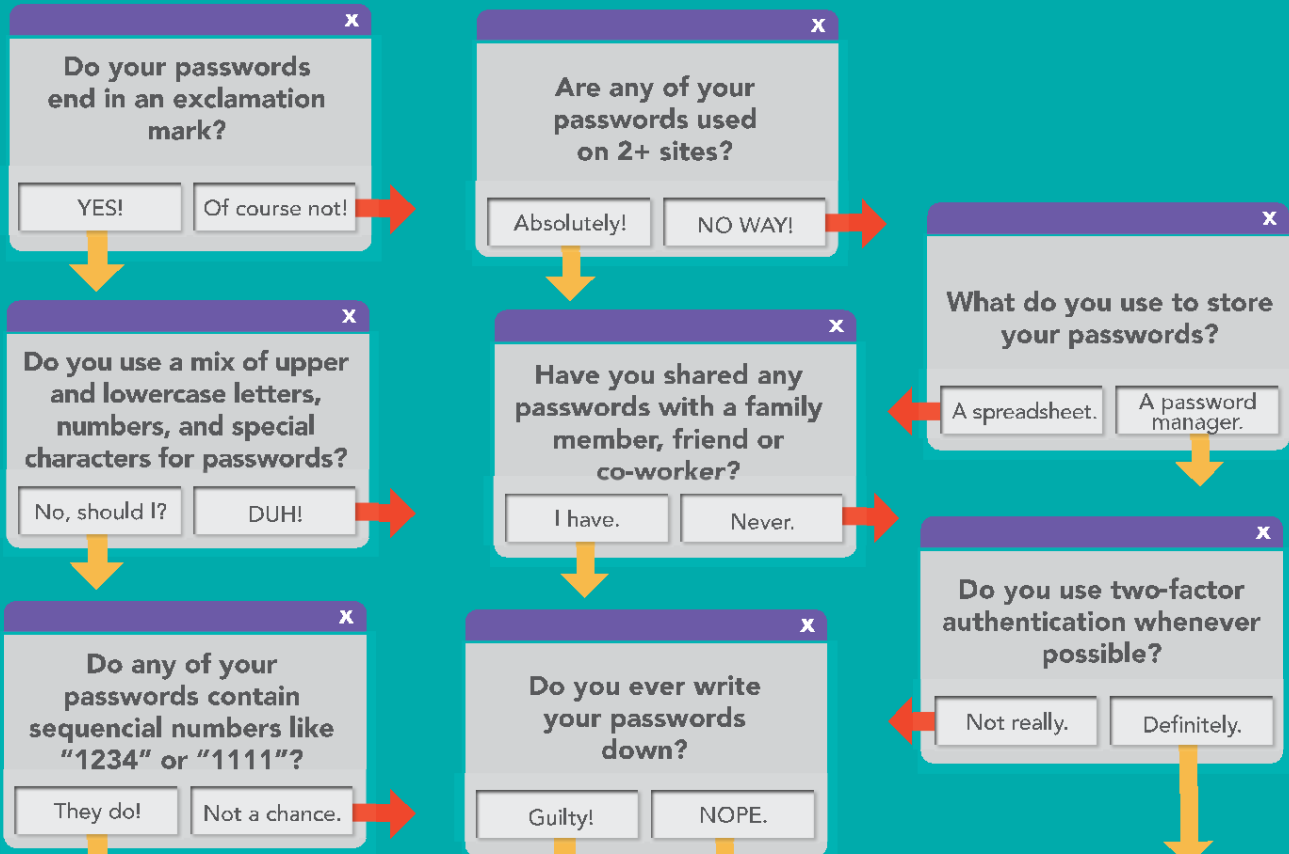 X
Do your passwords
end in an exclamation
mark?
YES!
Of course not!
X
Do you use a mix of upper
and lowercase letters,
numbers, and special
characters for passwords?
No, should I?
DUH!
X
Do any of your
passwords contain
sequencial numbers like
“1234” or “1111”?
They do!
Not a chance.
X
Are any of your
passwords used
on 2+ sites?
Absolutely!
NO WAY!
X
Have you shared any
passwords with a family
member, friend or
co-worker?
I have.
Never.
X
Do you ever write
your passwords
down?
Guilty!
NOPE.
X
What do you use to store
your passwords?
A spreadsheet.
A password
manager.
X
Do you use two-factor
authentication whenever
possible?
Not really.
Definitely.